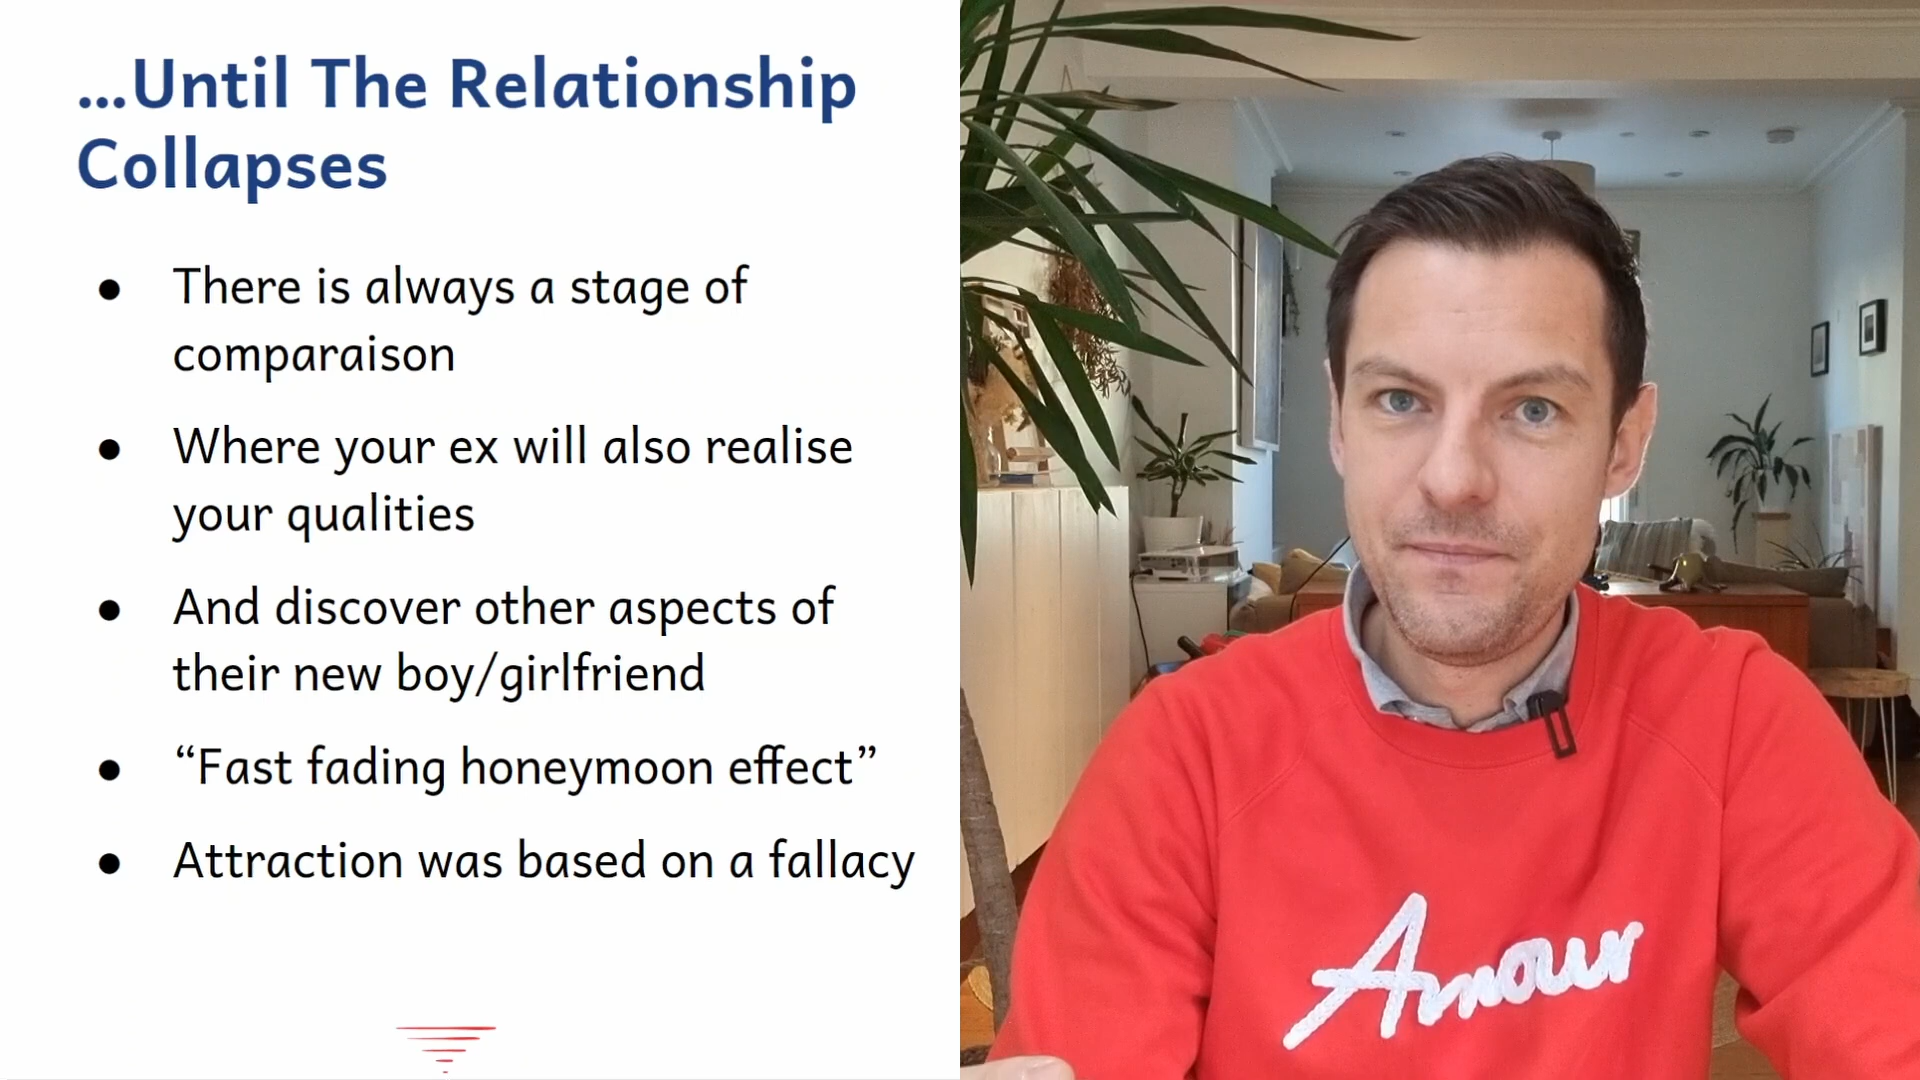 ...Until The Relationship
Collapses
● There is always a stage of
comparaison
● Where your ex will also realise
your qualities
● And discover other aspects of
their new boy/girlfriend
● “Fast fading honeymoon effect”
● Attraction was based on a fallacy
Amour